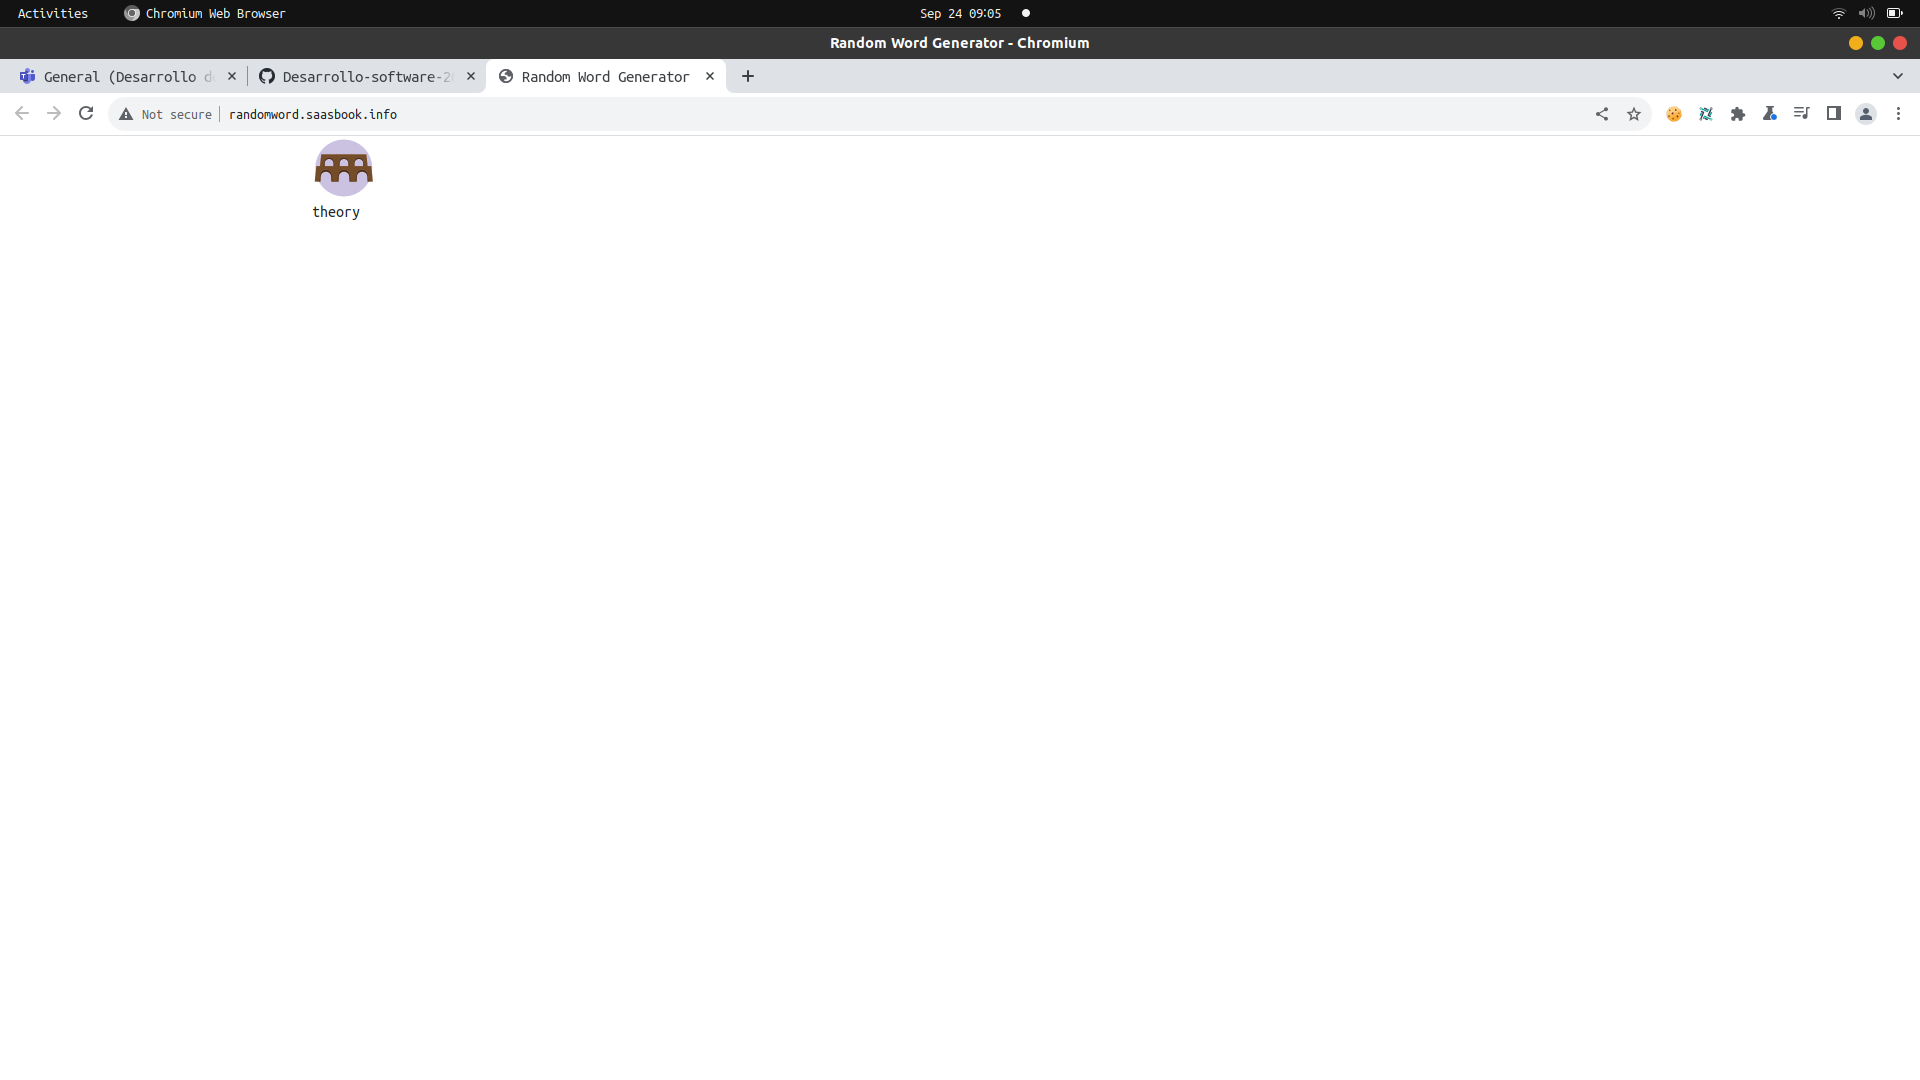 Activities Chromium Web Browser Sep 24 09:05
Random Word Generator - Chromium
General (Desarrollo d Desarrollo-software-2 Random Word Generator
Not secure randomword.saasbook.info
theory